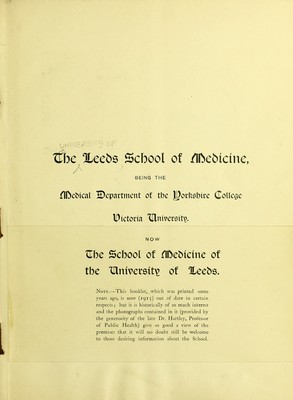 UNIVERSITY OF
The Leeds School of Medicine,
BEING THE
Medical Department of the Yorkshire College
Victoria University.
NOW
The School of Medicine of
the University of Leeds.
NOTE.—This booklet, which was printed some
years ago, is now (1915) out of date in certain
respects; but it is historically of so much interest
and the photographs contained in it (provided by
the generosity of the late Dr. Hartley, Professor
of Public Health) give so good a view of the
premises that it will no doubt still be welcome
to those desiring information about the School.